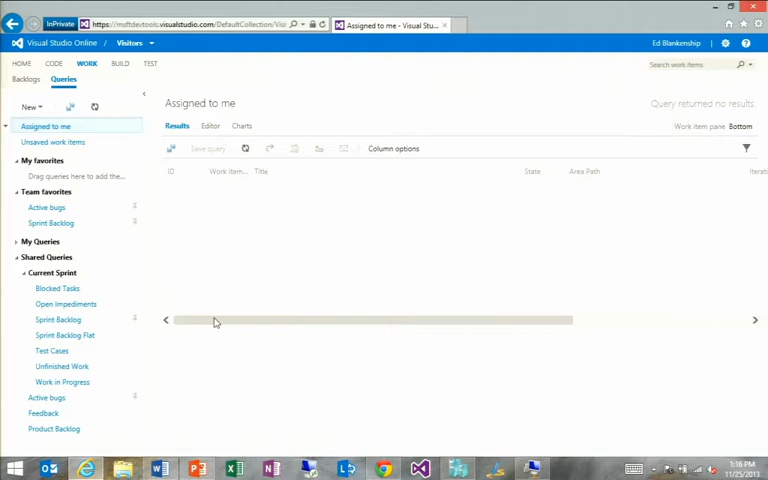 InPrivate
https://msftdevtools.visualstudio.com/DefaultCollection/Visi
Assigned to me - Visual Stu...
Visual Studio Online / Visitors
Ed Blankenship
HOME CODE WORK BUILD TEST
Search work items
Backlogs Queries
New
Assigned to me
Query returned no results.
Assigned to me
Results Editor Charts
Work item pane Bottom
Unsaved work items
Save query
Column options
My favorites
Drag queries here to add the...
ID Work Item... Title State Area Path Iterati
Team favorites
Active bugs
Sprint Backlog
My Queries
Shared Queries
Current Sprint
Blocked Tasks
Open Impediments
Sprint Backlog
Sprint Backlog Flat
Test Cases
Unfinished Work
Work in Progress
Active bugs
Feedback
Product Backlog
1:16 PM
11/25/2013